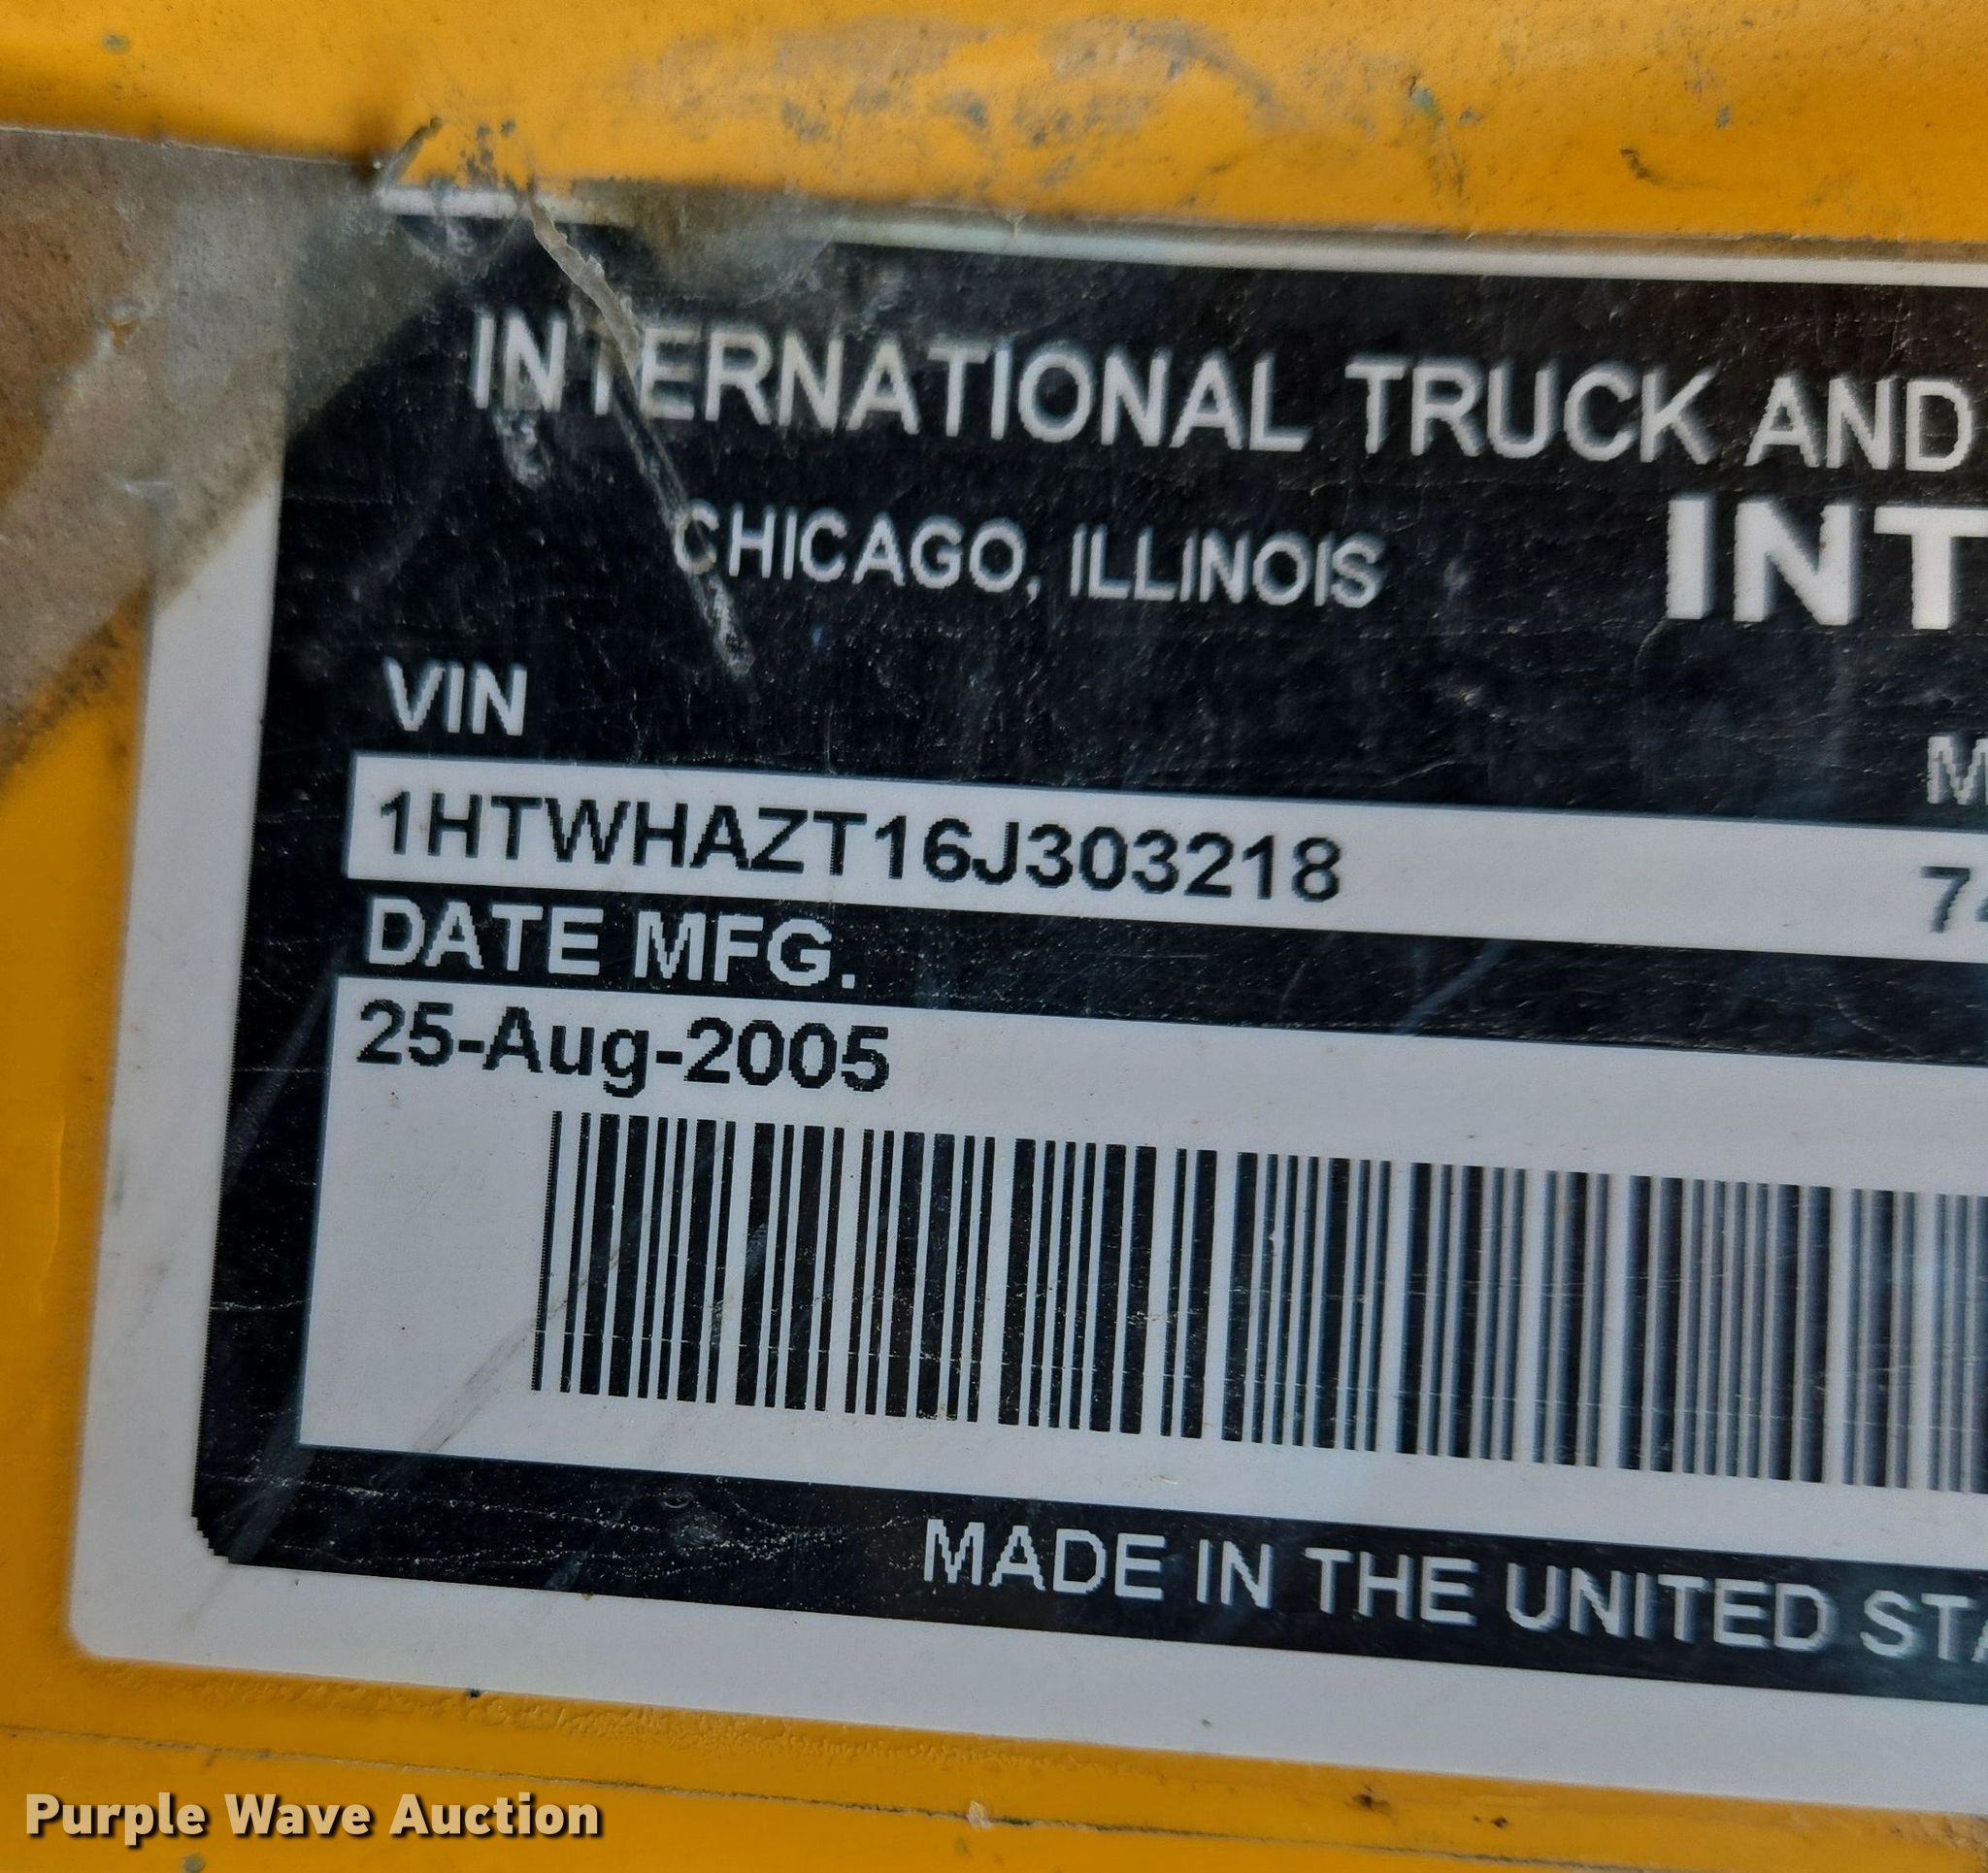 INTERNATIONAL TRUCK AND
CHICAGO, ILLINOIS
INT
VIN
M
1HTWHAZT16J303218
74
DATE MFG.
25-Aug-2005
MADE IN THE UNITED STA
Purple Wave Auction